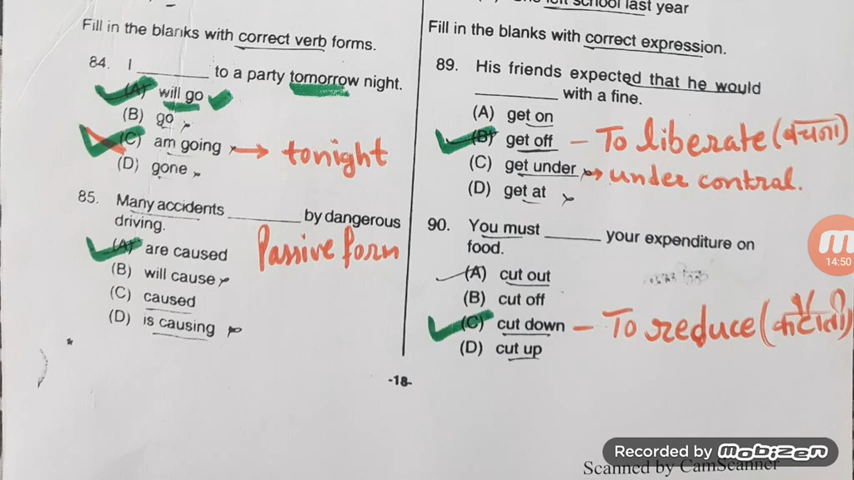 school last year
Fill in the blanks with correct verb forms.
84. I ________ to a party tomorrow night.
(A) will go
(B) go
(C) am going → tonight
(D) gone
85. Many accidents ________ by dangerous
driving.
(A) are caused Passive form
(B) will cause
(C) caused
(D) is causing
Fill in the blanks with correct expression.
89. His friends expected that he would
________ with a fine.
(A) get on
(B) get off - To liberate (बचाना)
(C) get under → under control.
(D) get at
90. You must ________ your expenditure on
food.
(A) cut out
(B) cut off
(C) cut down - To reduce
(D) cut up
-18-
14:50
Recorded by mobizen
Scanned by CamScanner